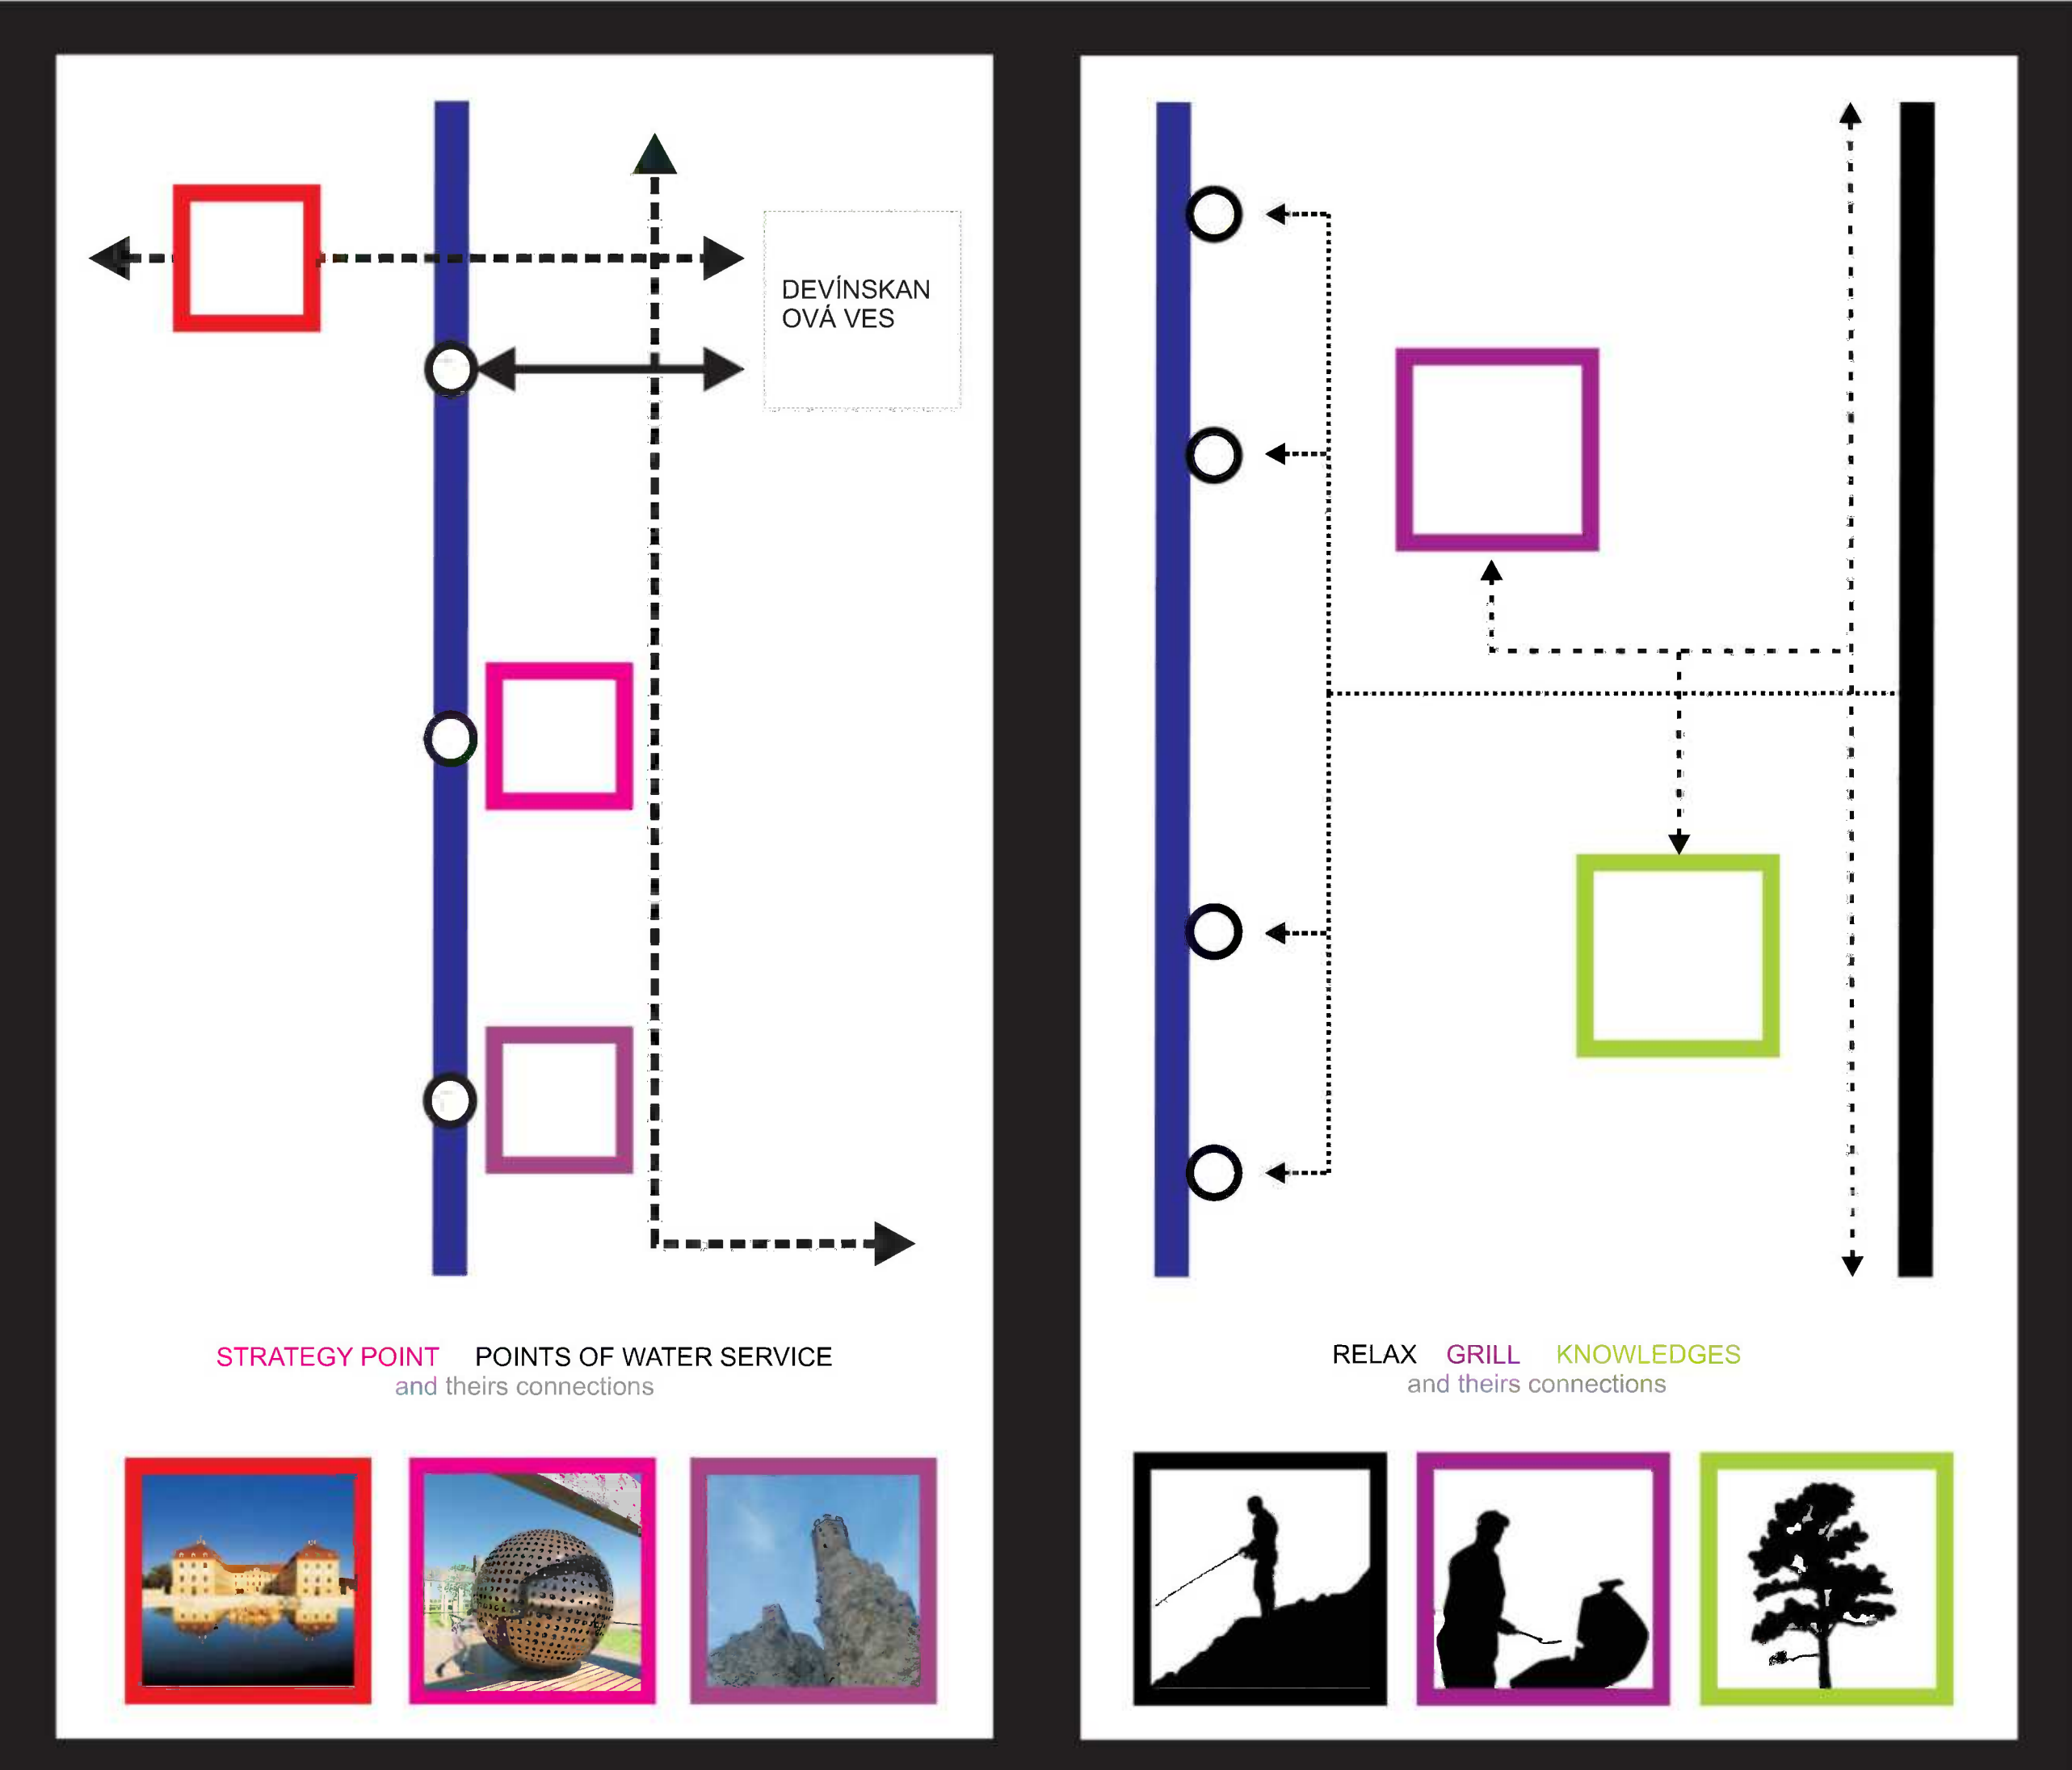 DEVÍNSKAN
OVÁ VES
STRATEGY POINT POINTS OF WATER SERVICE
and theirs connections
RELAX GRILL KNOWLEDGES
and theirs connections